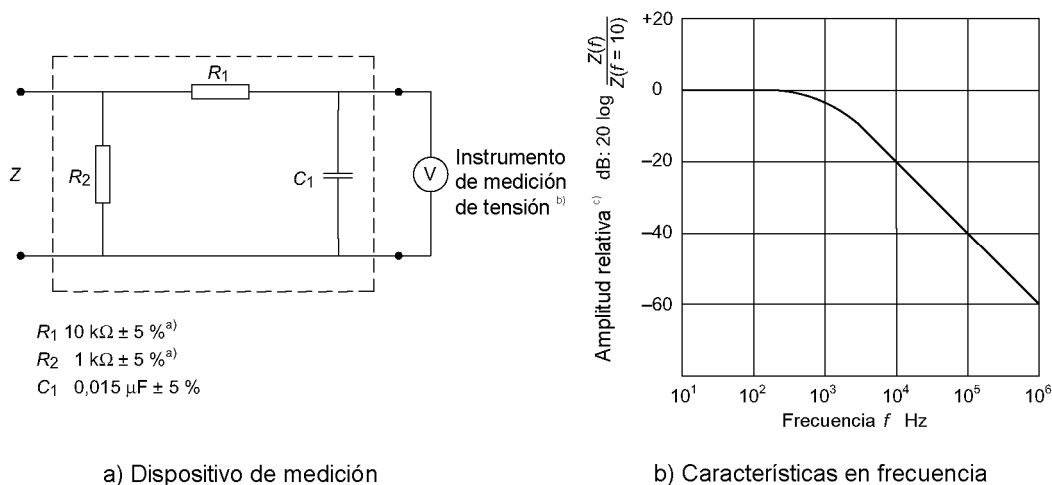 R1
R2
Z
C1
V
Instrumento
de medición
de tensión b)
R1 10 kΩ ± 5 % a)
R2 1 kΩ ± 5 % a)
C1 0,015 μF ± 5 %
a) Dispositivo de medición
Amplitud relativa c) dB: 20 log Z(f) / Z(f = 10)
+20
0
–20
–40
–60
10¹ 10² 10³ 10⁴ 10⁵ 10⁶
Frecuencia f Hz
b) Características en frecuencia